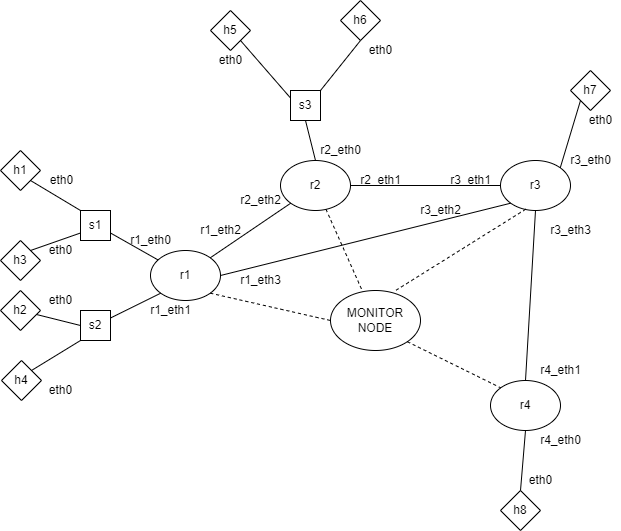 h5
h6
eth0
eth0
h7
s3
eth0
r2_eth0
r3_eth0
h1
eth0
r2
r2_eth1
r3_eth1
r3
r2_eth2
r3_eth2
s1
r1_eth2
r3_eth3
r1_eth0
h3
eth0
r1
r1_eth3
h2
eth0
r1_eth1
MONITOR
NODE
s2
r4_eth1
h4
eth0
r4
r4_eth0
eth0
h8